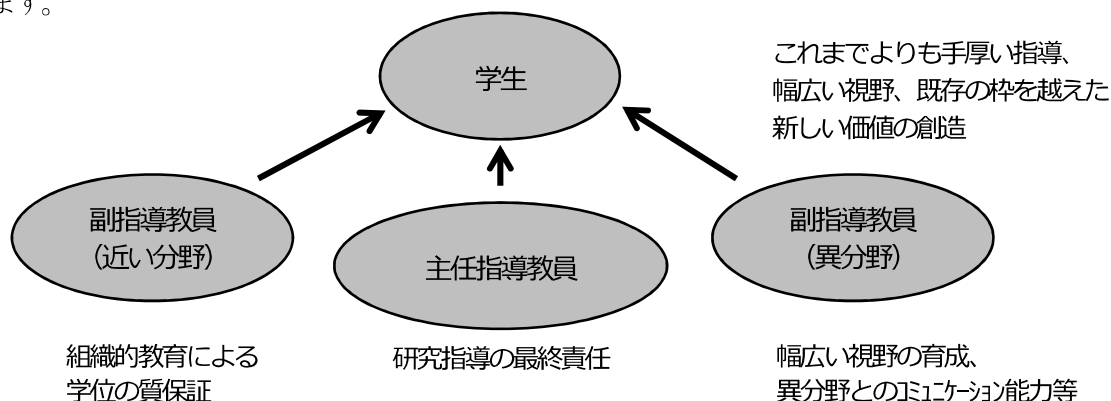 ます。
学生
これまでよりも手厚い指導、
幅広い視野、既存の枠を越えた
新しい価値の創造
副指導教員
（近い分野）
主任指導教員
副指導教員
（異分野）
組織的教育による
学位の質保証
研究指導の最終責任
幅広い視野の育成、
異分野とのｺﾐｭﾆｹｰｼｮﾝ能力等